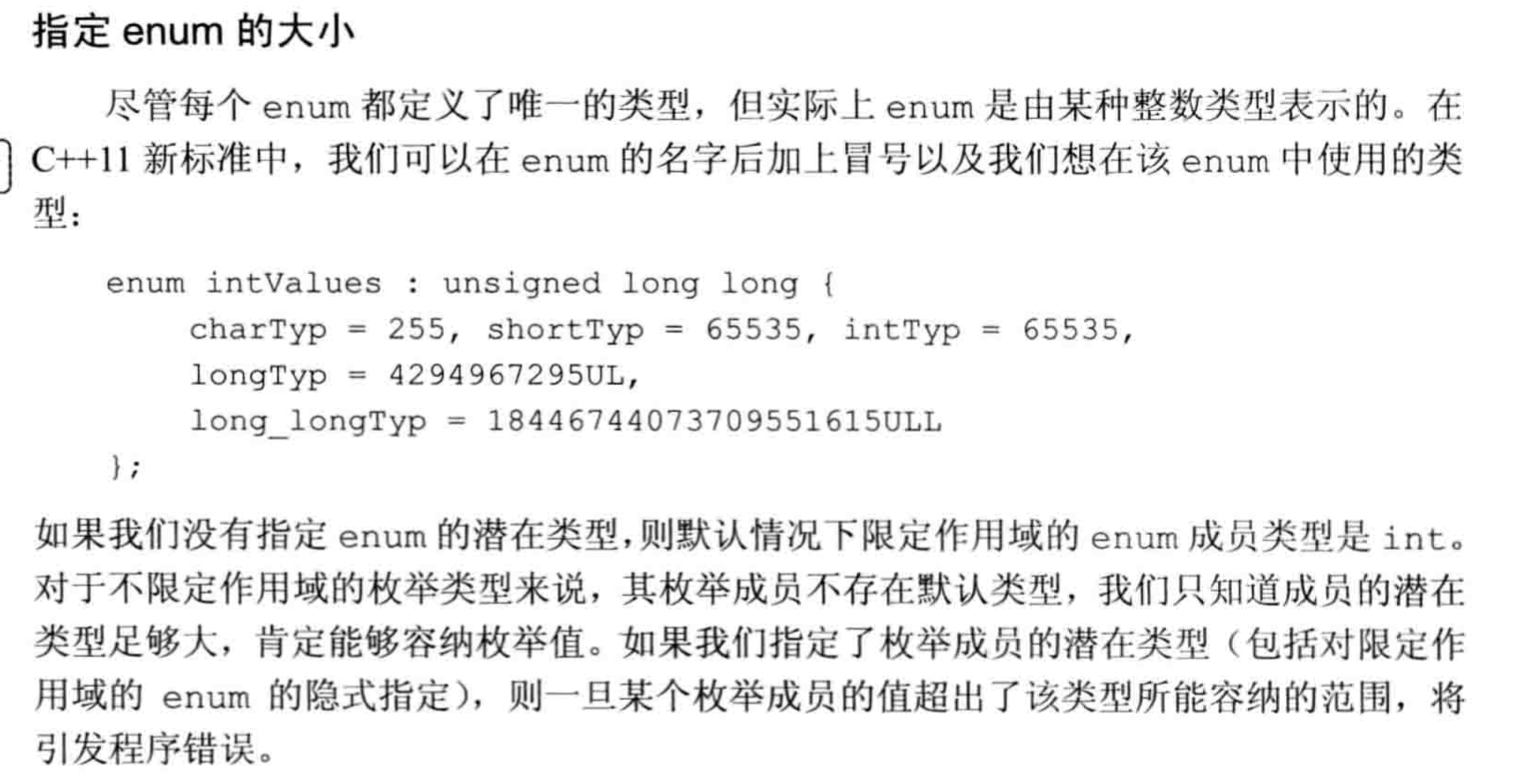 指定 enum 的大小
尽管每个 enum 都定义了唯一的类型，但实际上 enum 是由某种整数类型表示的。在
C++11 新标准中，我们可以在 enum 的名字后加上冒号以及我们想在该 enum 中使用的类
型：
enum intValues : unsigned long long {
charTyp = 255, shortTyp = 65535, intTyp = 65535,
longTyp = 4294967295UL,
long_longTyp = 18446744073709551615ULL
};
如果我们没有指定 enum 的潜在类型，则默认情况下限定作用域的 enum 成员类型是 int。
对于不限定作用域的枚举类型来说，其枚举成员不存在默认类型，我们只知道成员的潜在
类型足够大，肯定能够容纳枚举值。如果我们指定了枚举成员的潜在类型（包括对限定作
用域的 enum 的隐式指定），则一旦某个枚举成员的值超出了该类型所能容纳的范围，将
引发程序错误。